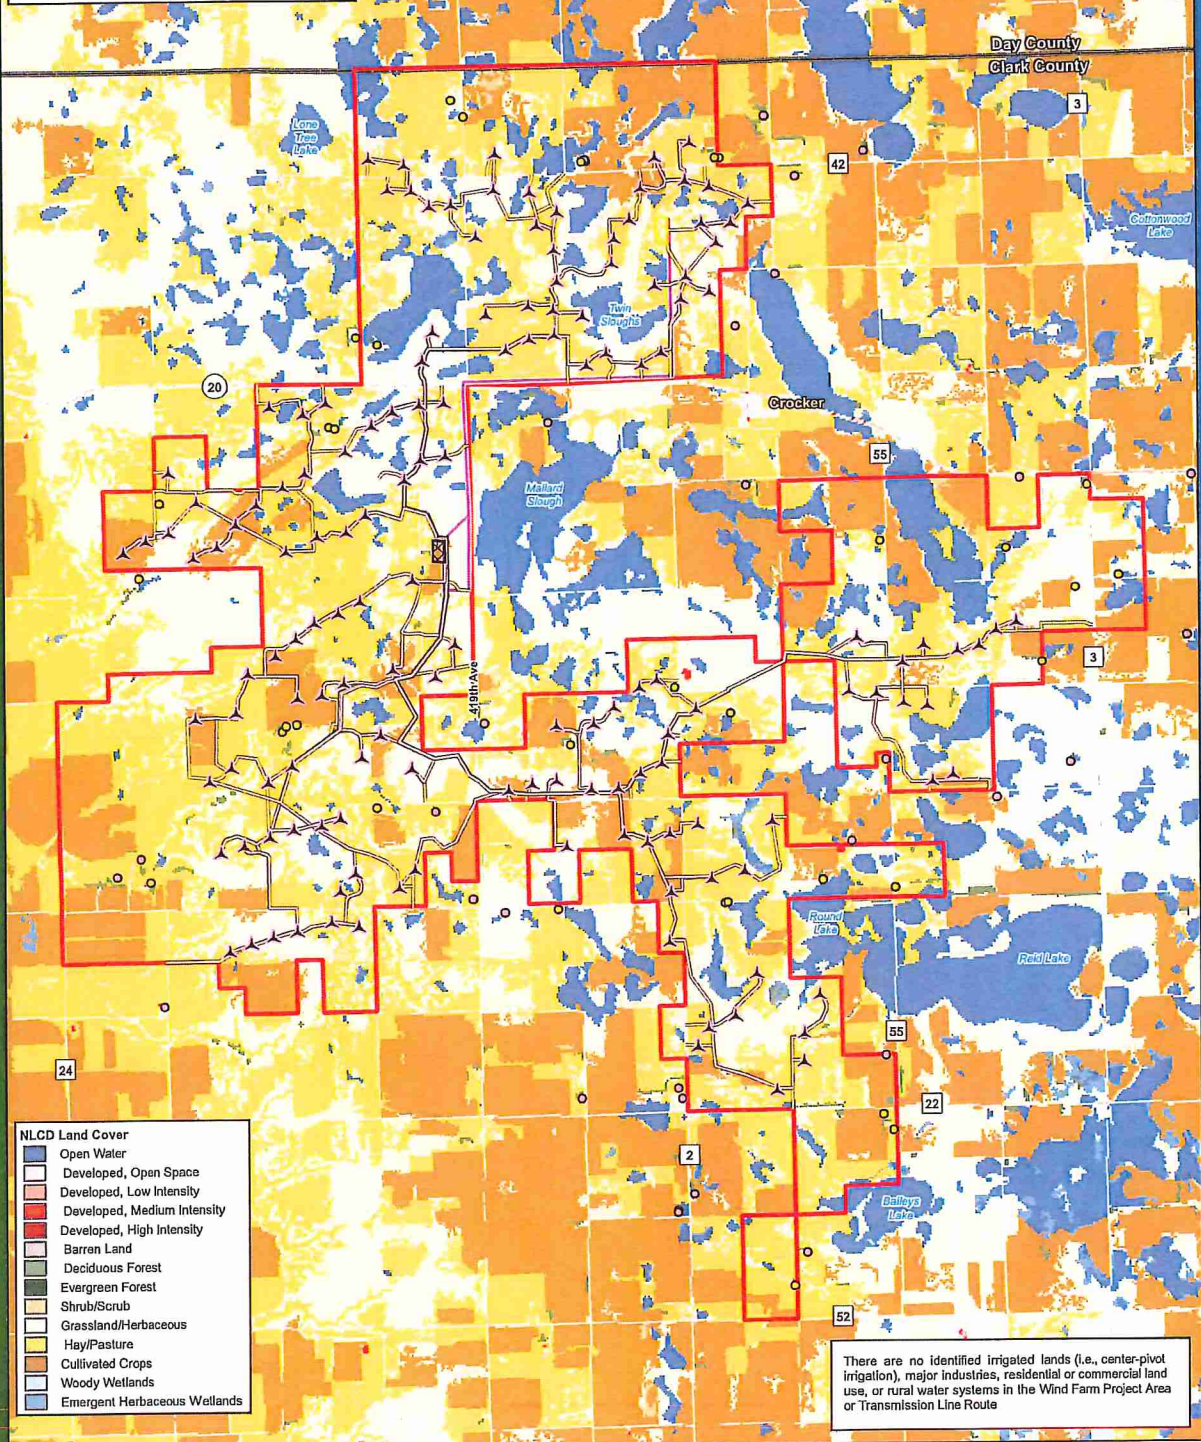 Day County
Clark County
3
Lone
Tree
Lake
42
Cottonwood
Lake
Twin
Sloughs
20
Crocker
55
Mallard
Slough
3
419th Ave
Round
Lake
Reid Lake
55
24
22
2
Baileys
Lake
52
NLCD Land Cover
Open Water
Developed, Open Space
Developed, Low Intensity
Developed, Medium Intensity
Developed, High Intensity
Barren Land
Deciduous Forest
Evergreen Forest
Shrub/Scrub
Grassland/Herbaceous
Hay/Pasture
Cultivated Crops
Woody Wetlands
Emergent Herbaceous Wetlands
There are no identified irrigated lands (i.e., center-pivot
irrigation), major industries, residential or commercial land
use, or rural water systems in the Wind Farm Project Area
or Transmission Line Route